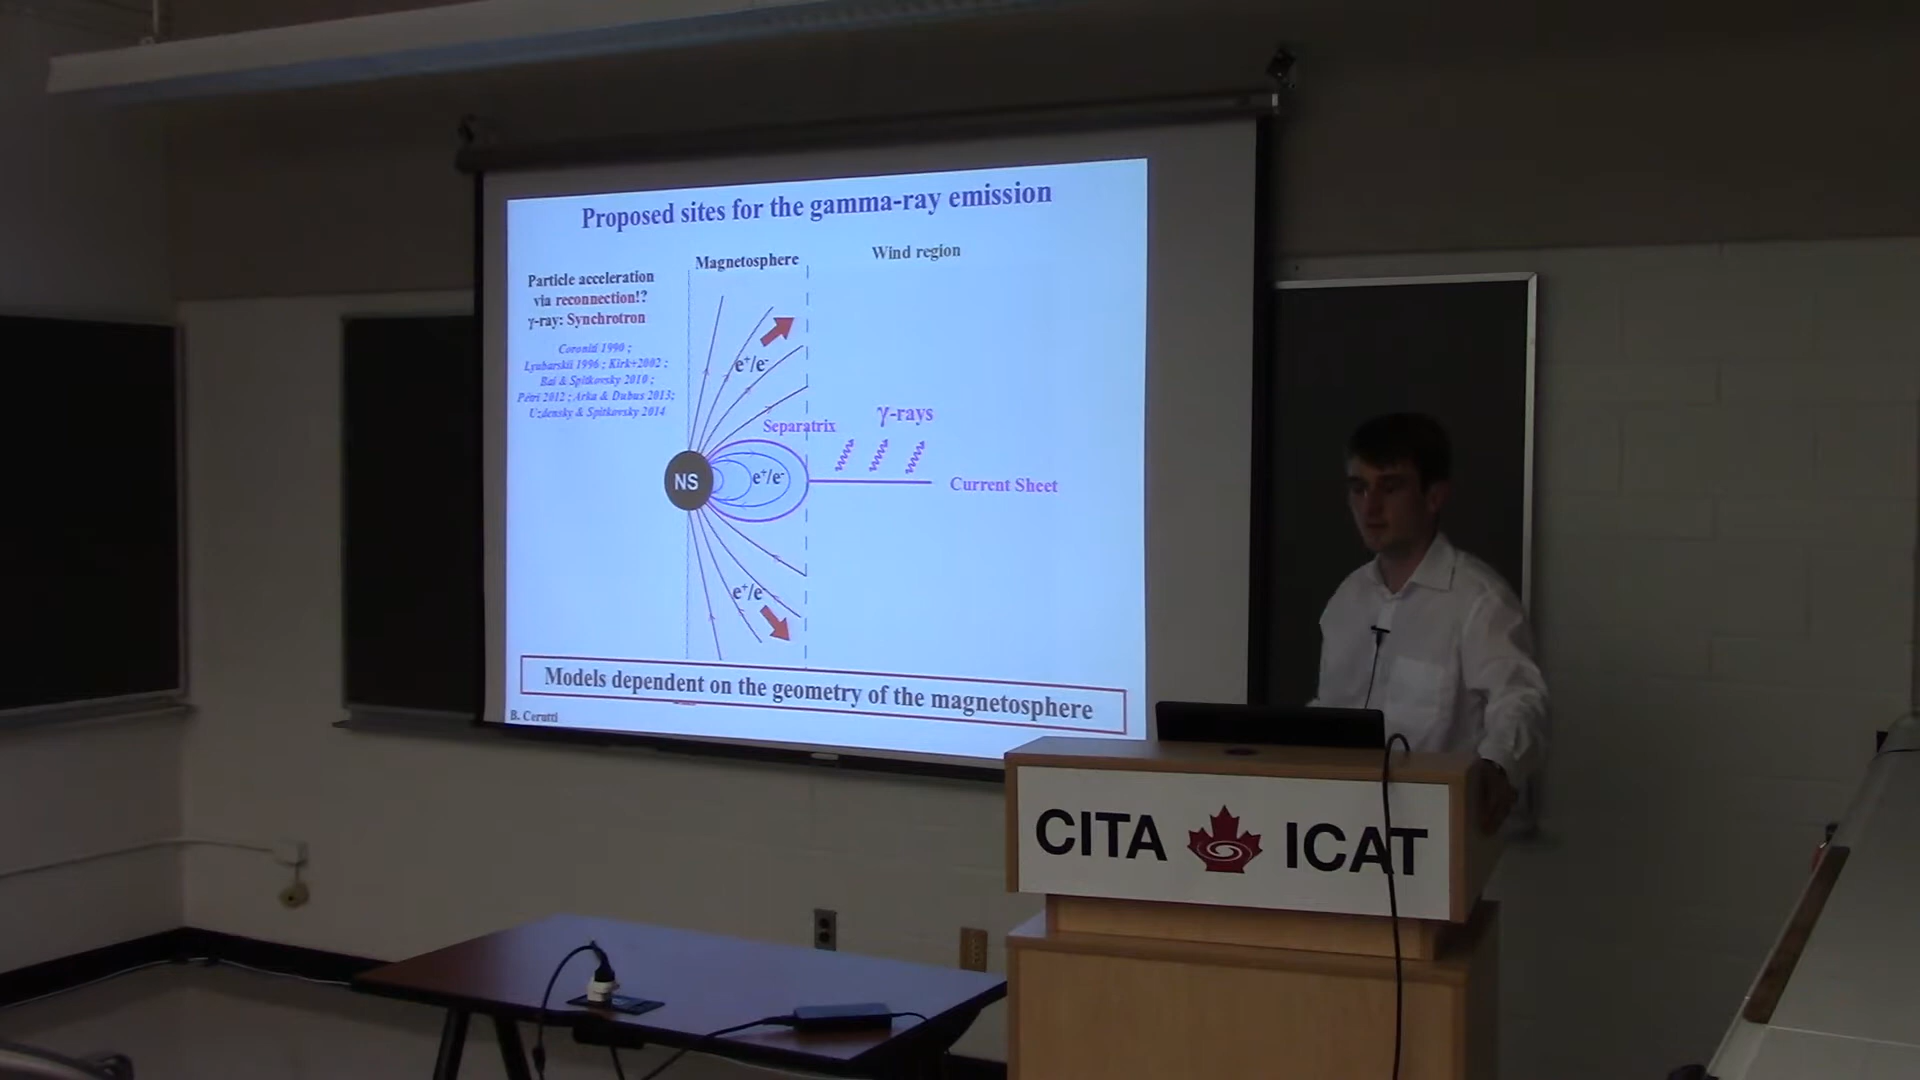 Proposed sites for the gamma-ray emission
Magnetosphere
Wind region
Particle acceleration
via reconnection!?
γ-ray: Synchrotron
Coroniti 1990 ;
Lyubarskii 1996 ; Kirk+2002 ;
Bai & Spitkovsky 2010 ;
Pétri 2012 ; Arka & Dubus 2013;
Uzdensky & Spitkovsky 2014
e⁺/e⁻
Separatrix
γ-rays
NS
e⁺/e⁻
Current Sheet
e⁺/e⁻
Models dependent on the geometry of the magnetosphere
B. Cerutti
CITA ICAT